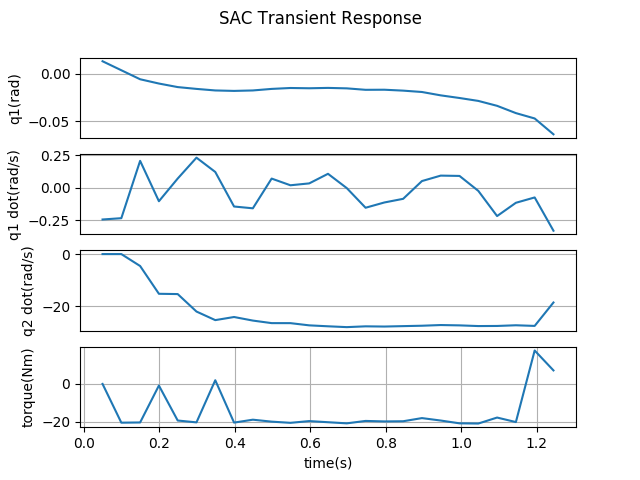 SAC Transient Response
0.00
−0.05
q1(rad)
0.25
0.00
−0.25
q1 dot(rad/s)
0
−20
q2 dot(rad/s)
0
−20
torque(Nm)
0.0 0.2 0.4 0.6 0.8 1.0 1.2
time(s)